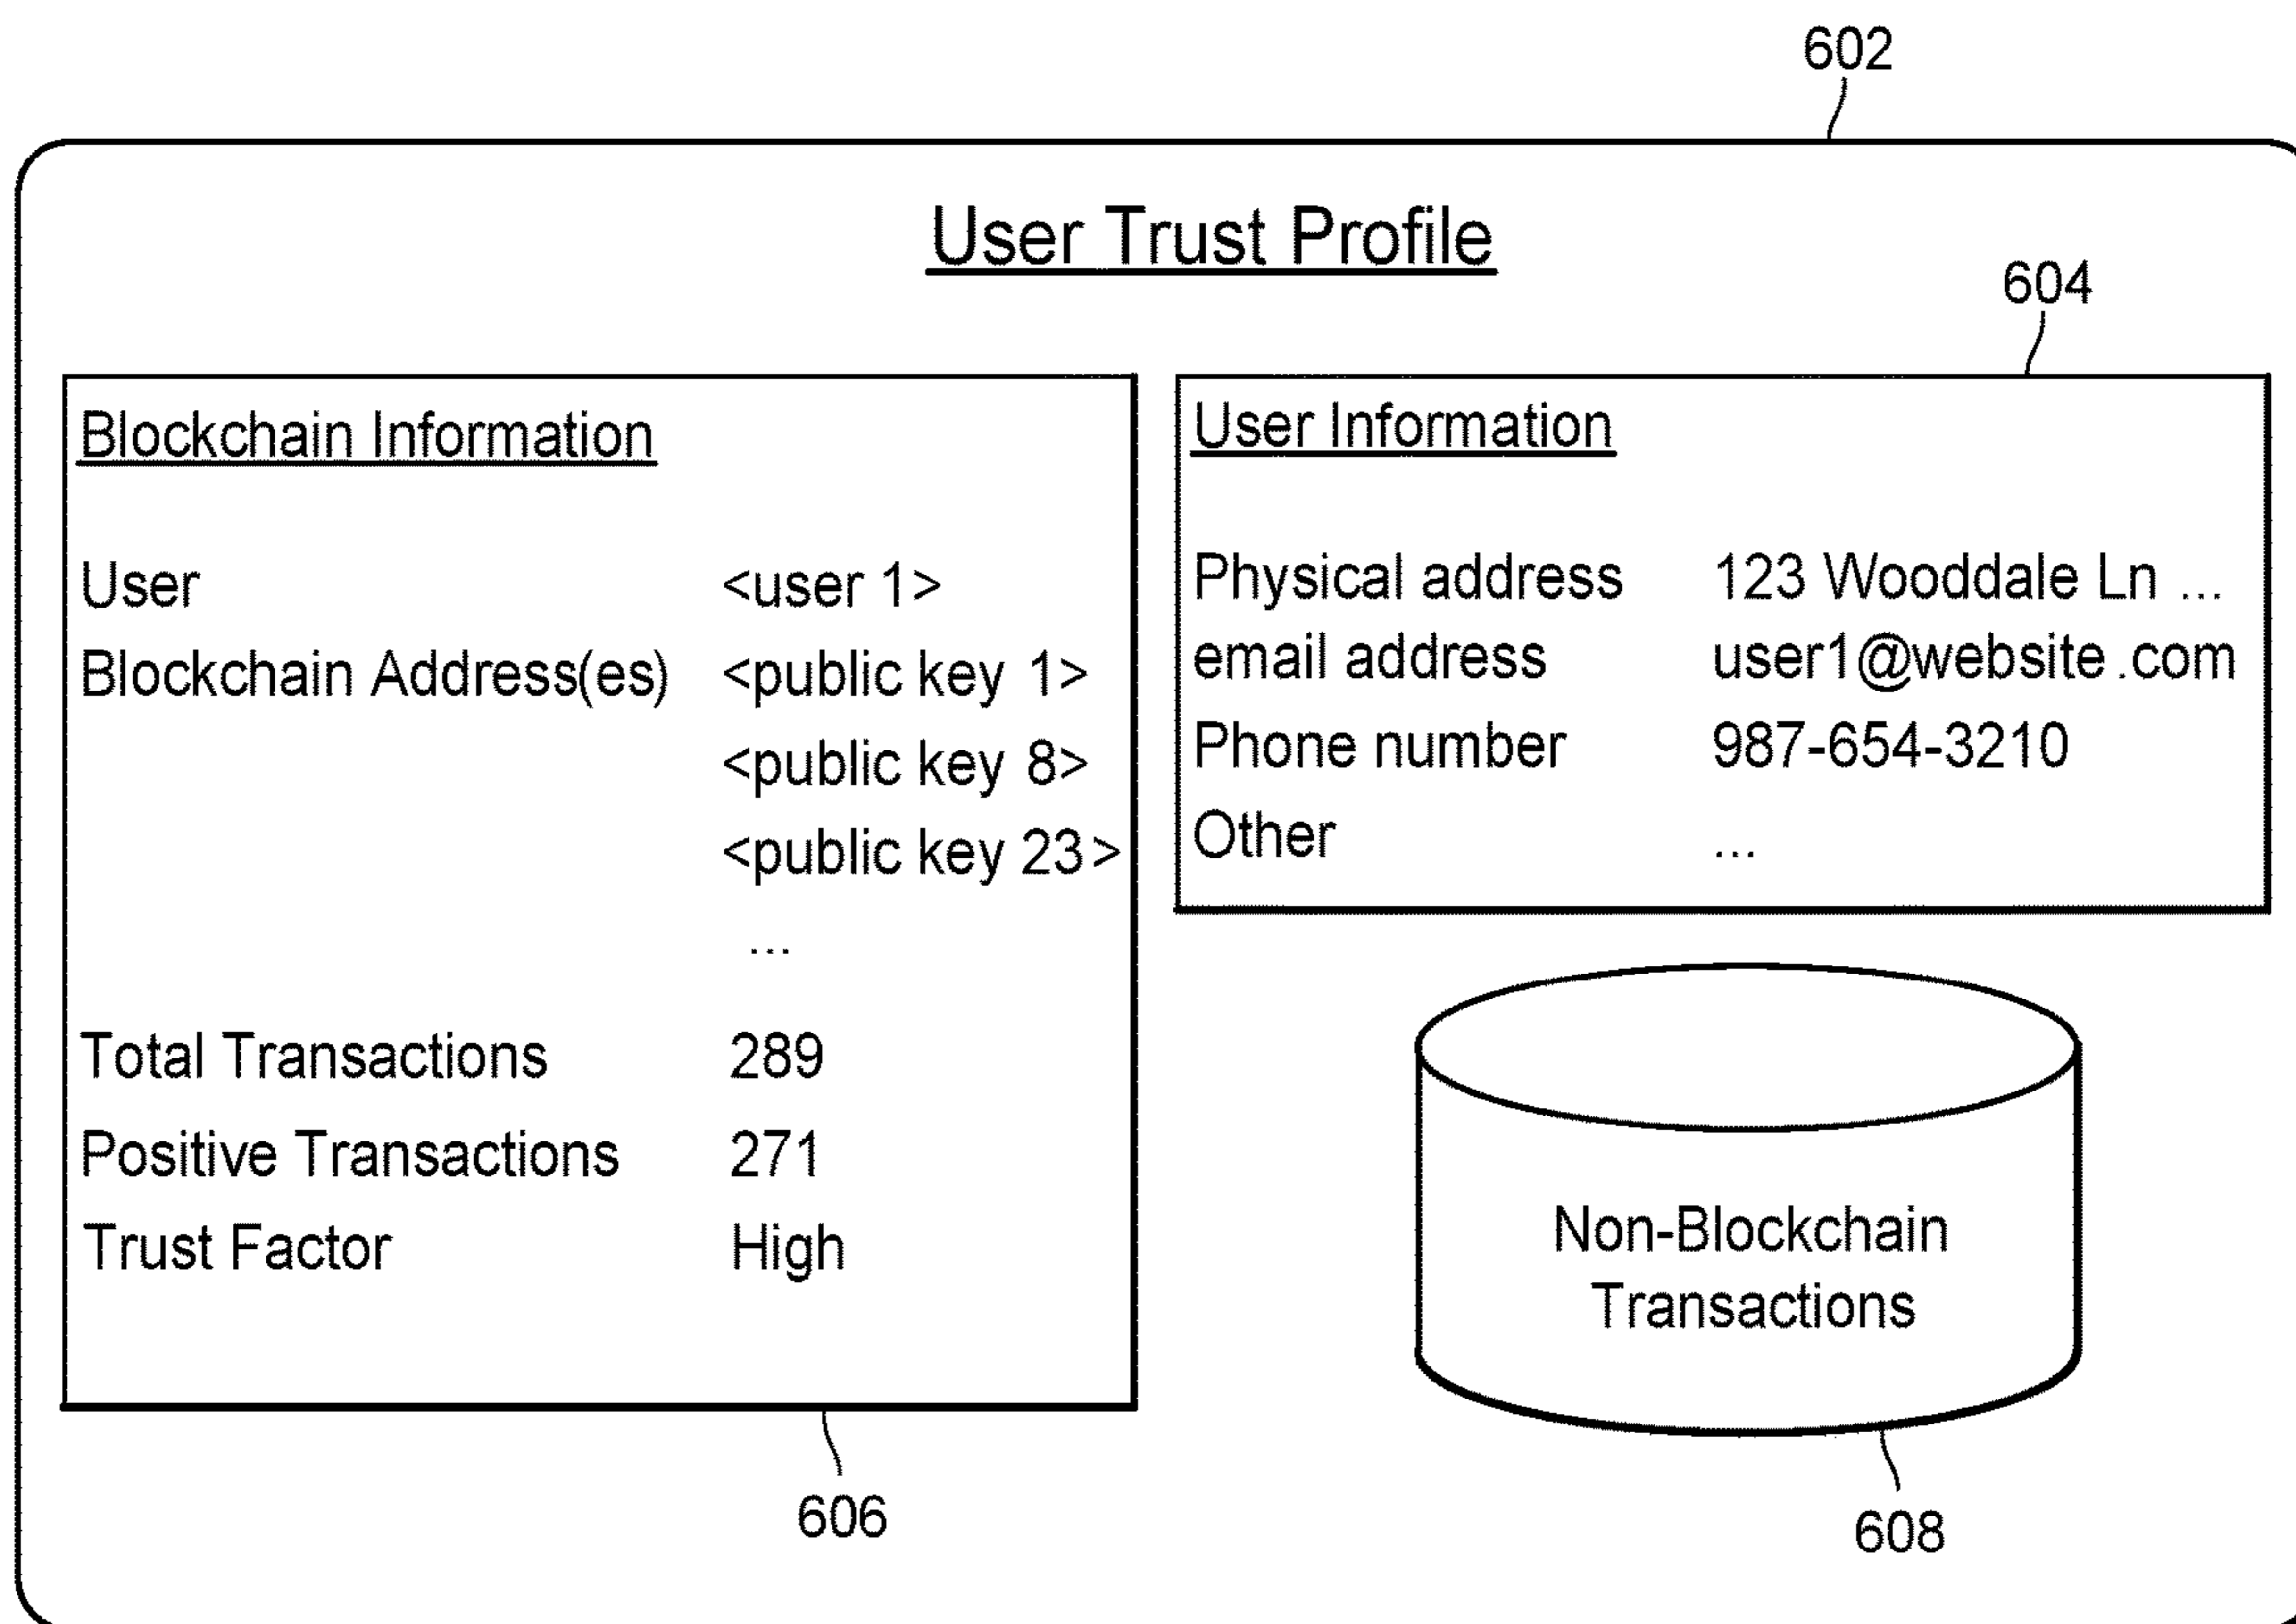 602
User Trust Profile
604
Blockchain Information
User <user 1>
Blockchain Address(es) <public key 1>
<public key 8>
<public key 23>
...
Total Transactions 289
Positive Transactions 271
Trust Factor High
606
User Information
Physical address 123 Wooddale Ln ...
email address user1@website.com
Phone number 987-654-3210
Other ...
Non-Blockchain
Transactions
608